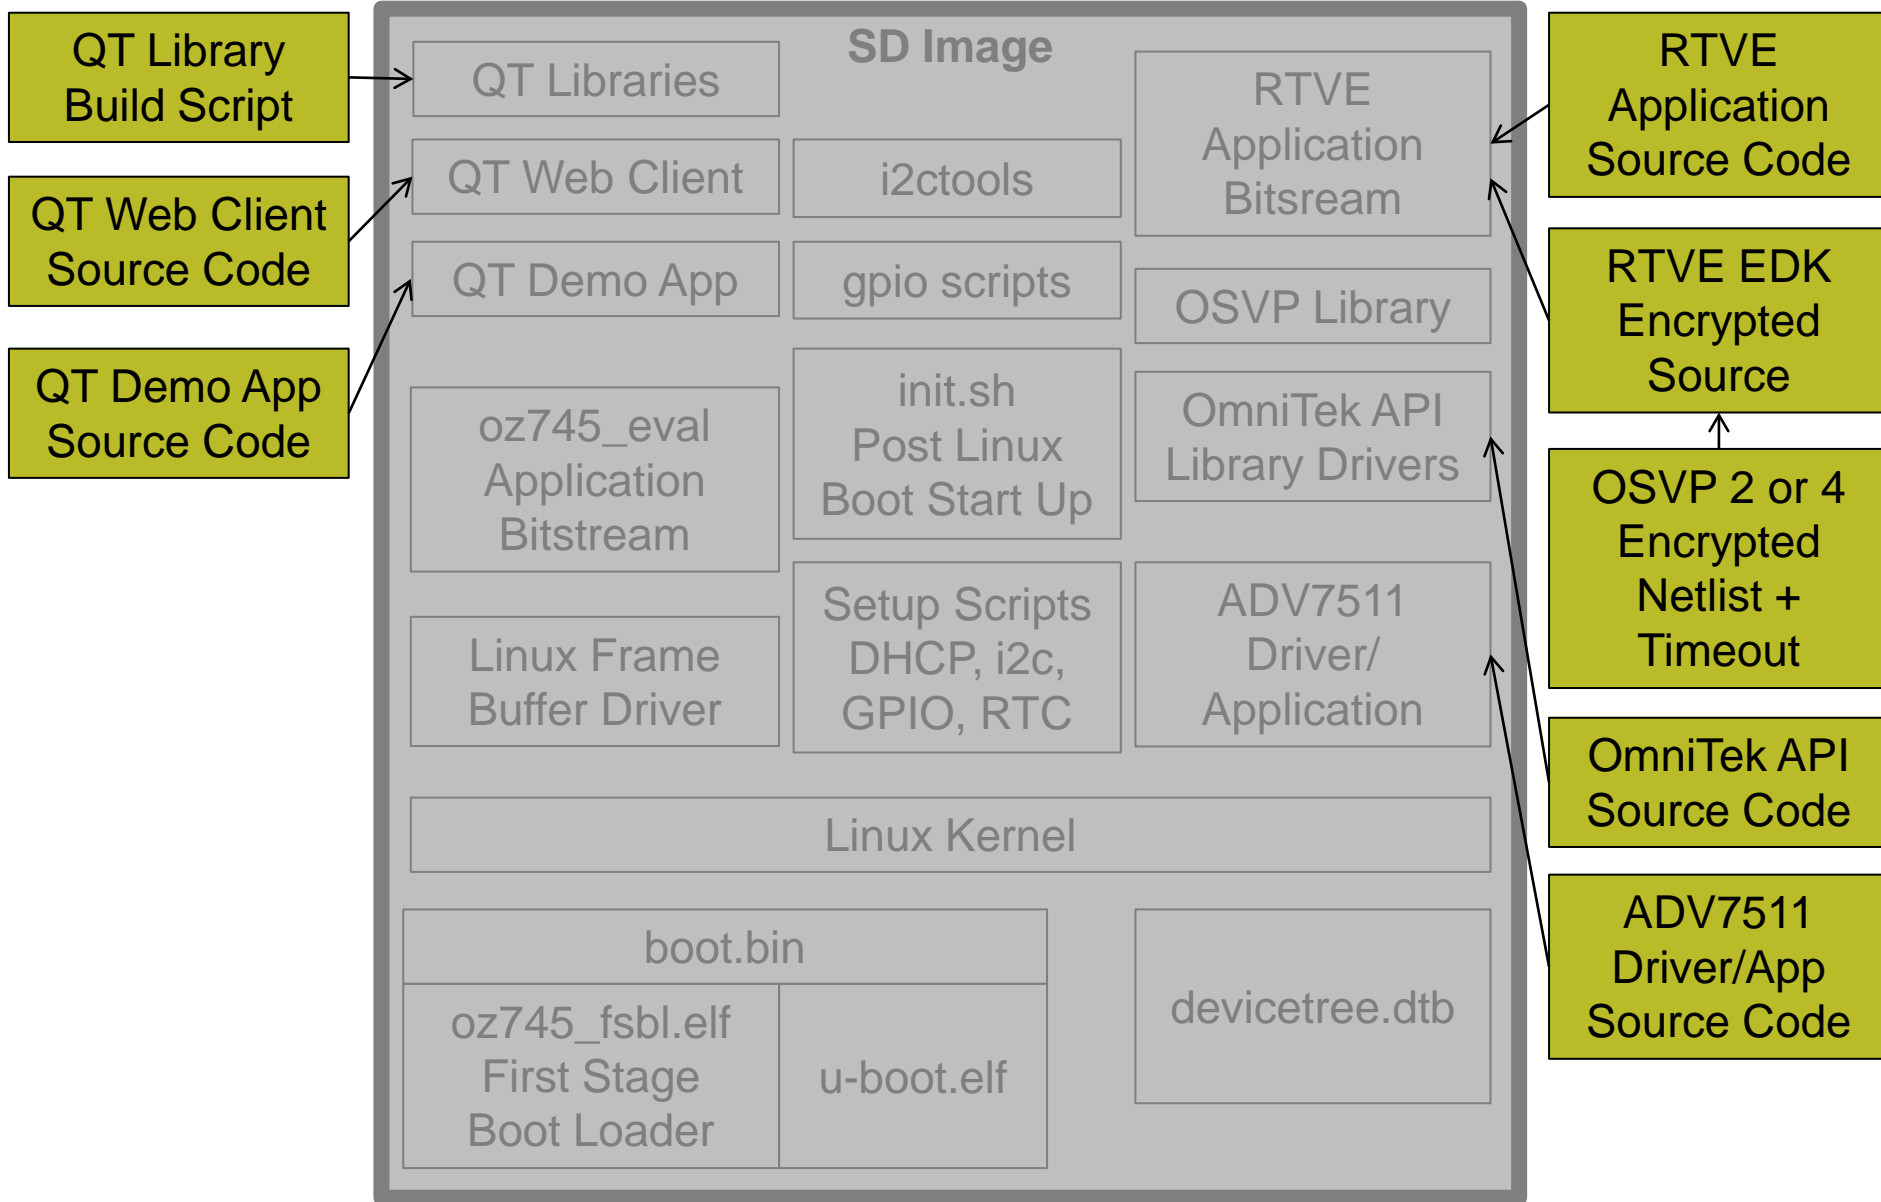 QT Library
Build Script
QT Web Client
Source Code
QT Demo App
Source Code
SD Image
QT Libraries
QT Web Client
i2ctools
QT Demo App
gpio scripts
RTVE
Application
Bitsream
OSVP Library
oz745_eval
Application
Bitstream
init.sh
Post Linux
Boot Start Up
OmniTek API
Library Drivers
Linux Frame
Buffer Driver
Setup Scripts
DHCP, i2c,
GPIO, RTC
ADV7511
Driver/
Application
Linux Kernel
boot.bin
oz745_fsbl.elf
First Stage
Boot Loader
u-boot.elf
devicetree.dtb
RTVE
Application
Source Code
RTVE EDK
Encrypted
Source
OSVP 2 or 4
Encrypted
Netlist +
Timeout
OmniTek API
Source Code
ADV7511
Driver/App
Source Code